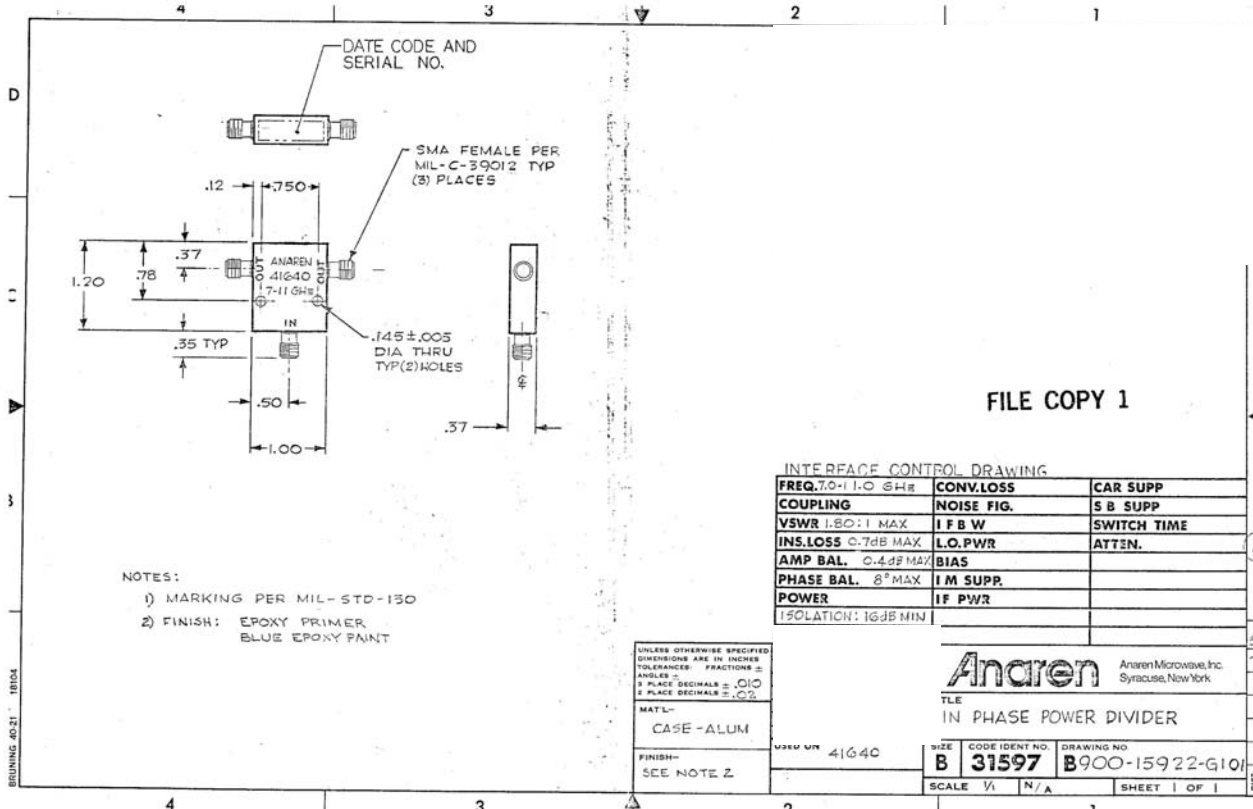 4
3
2
1
D
C
B
DATE CODE AND
SERIAL NO.
SMA FEMALE PER
MIL-C-39012 TYP
(3) PLACES
.12
.750
.37
.78
1.20
ANAREN
41640
7-11 GHz
OUT
OUT
IN
.35 TYP
.145±.005
DIA THRU
TYP(2)HOLES
.50
1.00
.37
FILE COPY 1
NOTES:
1) MARKING PER MIL-STD-130
2) FINISH: EPOXY PRIMER
BLUE EPOXY PAINT
INTERFACE CONTROL DRAWING
FREQ. 7.0-11.0 GHz CONV.LOSS CAR SUPP
COUPLING NOISE FIG. S B SUPP
VSWR 1.80:1 MAX I F B W SWITCH TIME
INS.LOSS 0.7dB MAX L.O.PWR ATTEN.
AMP BAL. 0.4dB MAX BIAS
PHASE BAL. 8° MAX I M SUPP.
POWER IF PWR
ISOLATION: 16dB MIN
UNLESS OTHERWISE SPECIFIED
DIMENSIONS ARE IN INCHES
TOLERANCES: FRACTIONS ±
ANGLES ±
3 PLACE DECIMALS ± .010
2 PLACE DECIMALS ± .02
MAT'L-
CASE-ALUM
FINISH-
SEE NOTE 2
Anaren
Anaren Microwave, Inc.
Syracuse, New York
TLE
IN PHASE POWER DIVIDER
USED ON 41640
SIZE
B
CODE IDENT NO.
31597
DRAWING NO.
B900-15922-G101
SCALE 1/1
N/A
SHEET 1 OF 1
BRUNING 40-21 18104
4
3
2
1